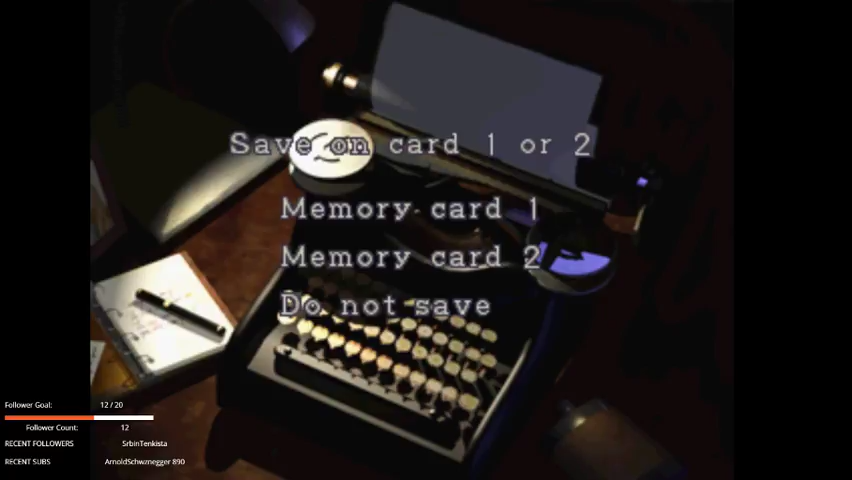 Save on card 1 or 2
Memory card 1
Memory card 2
Do not save
Follower Goal: 12 / 20
Follower Count: 12
RECENT FOLLOWERS SrbinTenkista
RECENT SUBS ArnoldSchwznegger 890